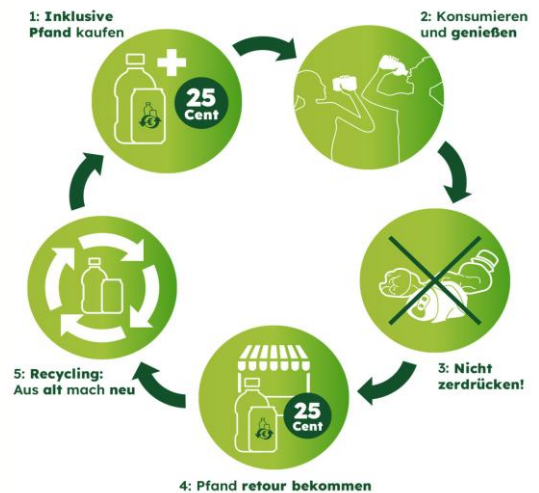 1: Inklusive
Pfand kaufen
25
Cent
2: Konsumieren
und genießen
3: Nicht
zerdrücken!
25
Cent
4: Pfand retour bekommen
5: Recycling:
Aus alt mach neu